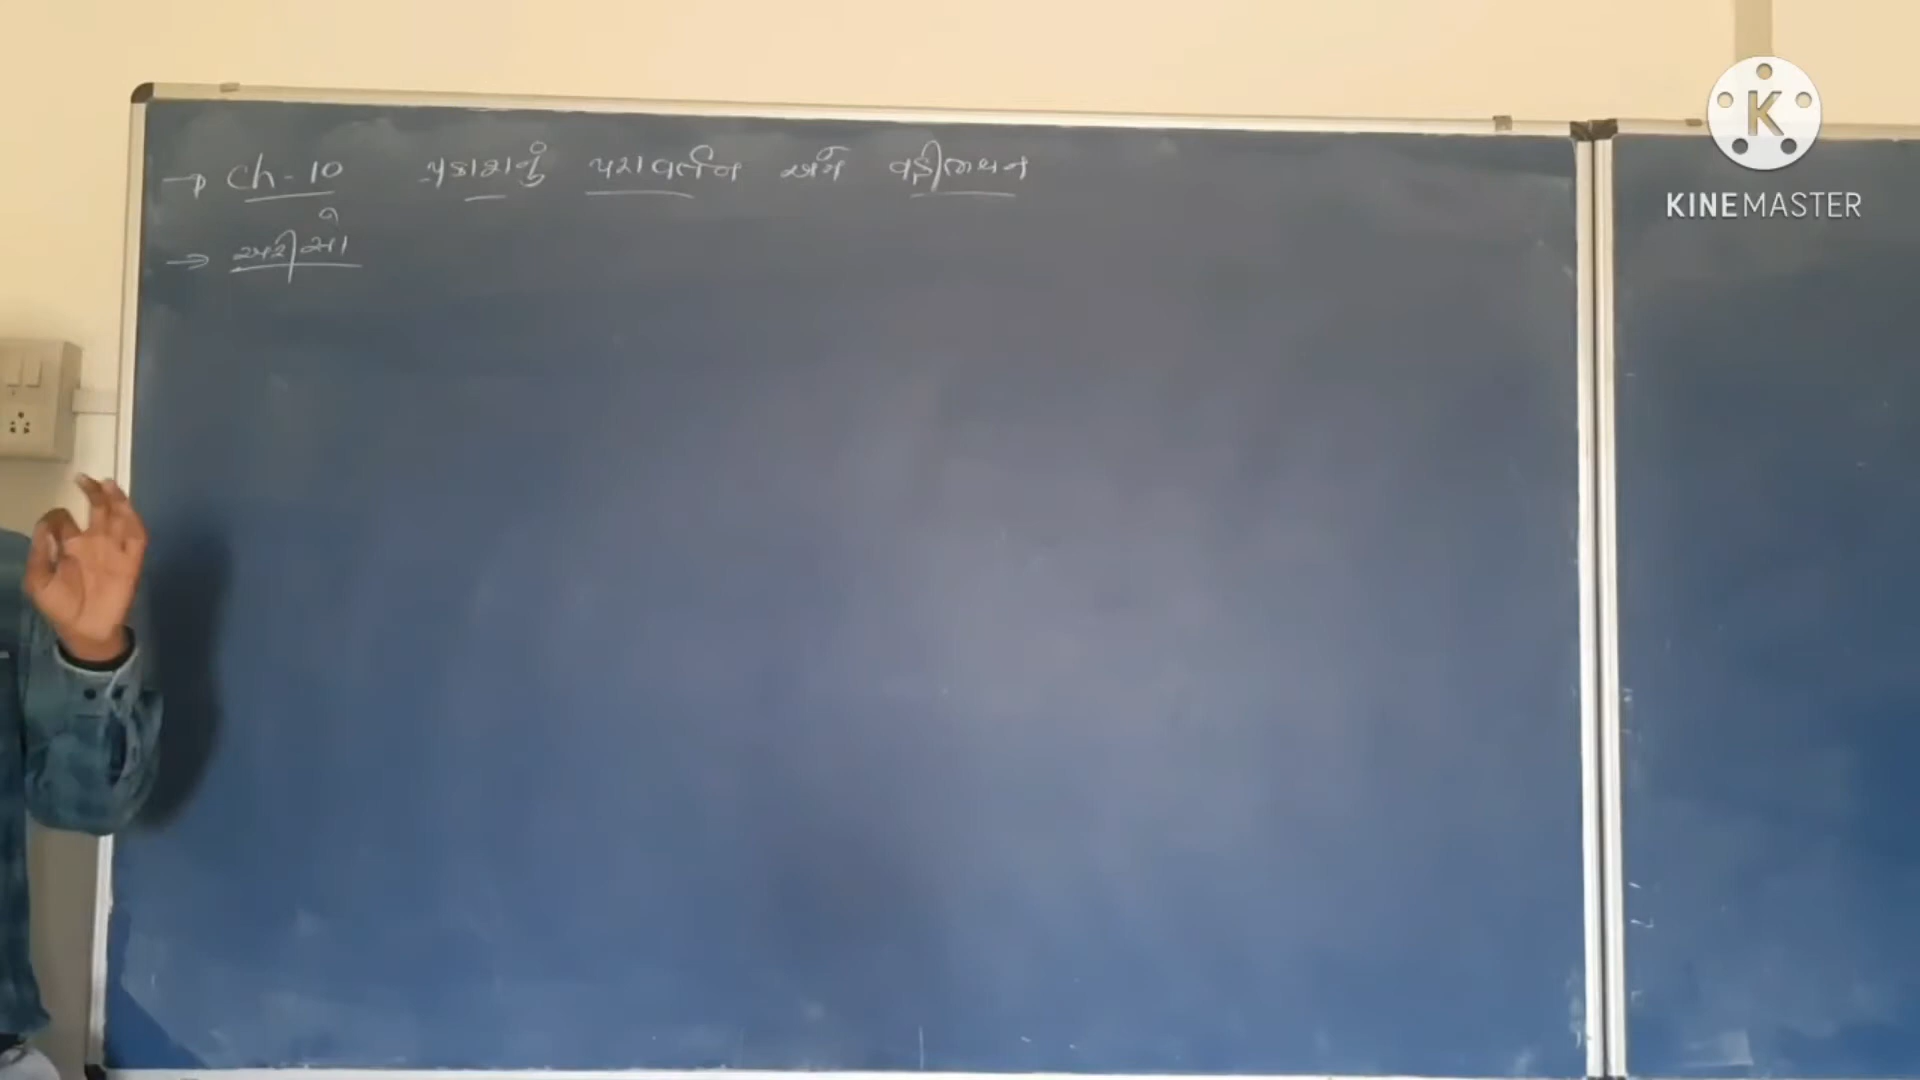 → Ch - 10 પ્રકાશનું પરાવર્તન અને વક્રીભવન
→ અરીસો
KINEMASTER